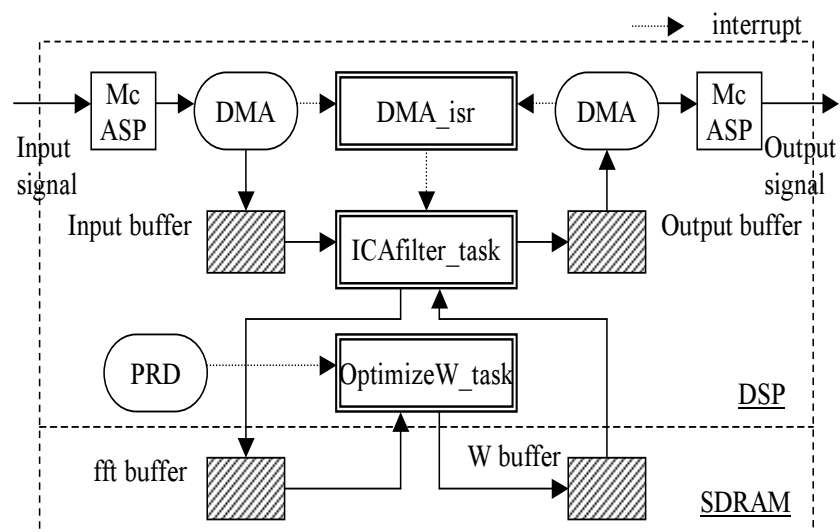 interrupt
Mc
ASP
DMA
DMA_isr
DMA
Mc
ASP
Input
signal
Output
signal
Input buffer
ICAfilter_task
Output buffer
PRD
OptimizeW_task
DSP
fft buffer
W buffer
SDRAM